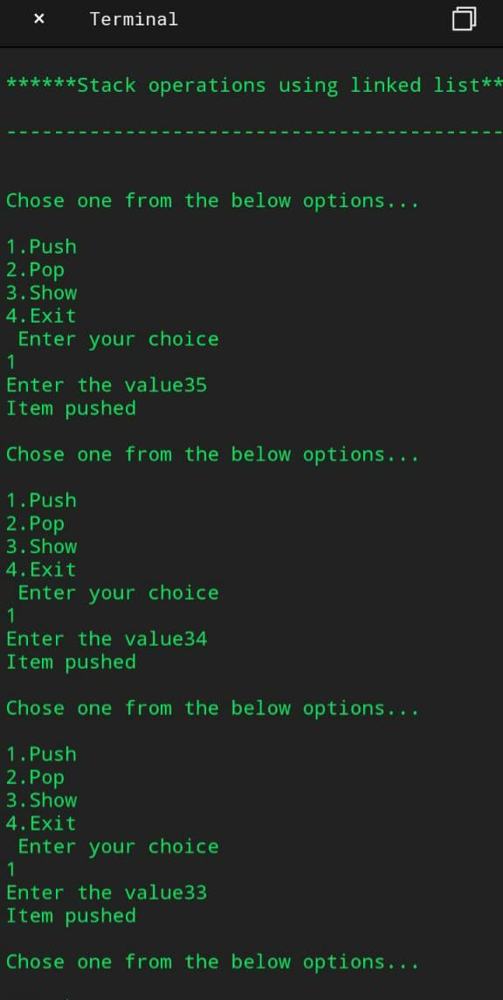 × Terminal
******Stack operations using linked list**
------------------------------------------
Chose one from the below options...
1.Push
2.Pop
3.Show
4.Exit
Enter your choice
1
Enter the value35
Item pushed
Chose one from the below options...
1.Push
2.Pop
3.Show
4.Exit
Enter your choice
1
Enter the value34
Item pushed
Chose one from the below options...
1.Push
2.Pop
3.Show
4.Exit
Enter your choice
1
Enter the value33
Item pushed
Chose one from the below options...